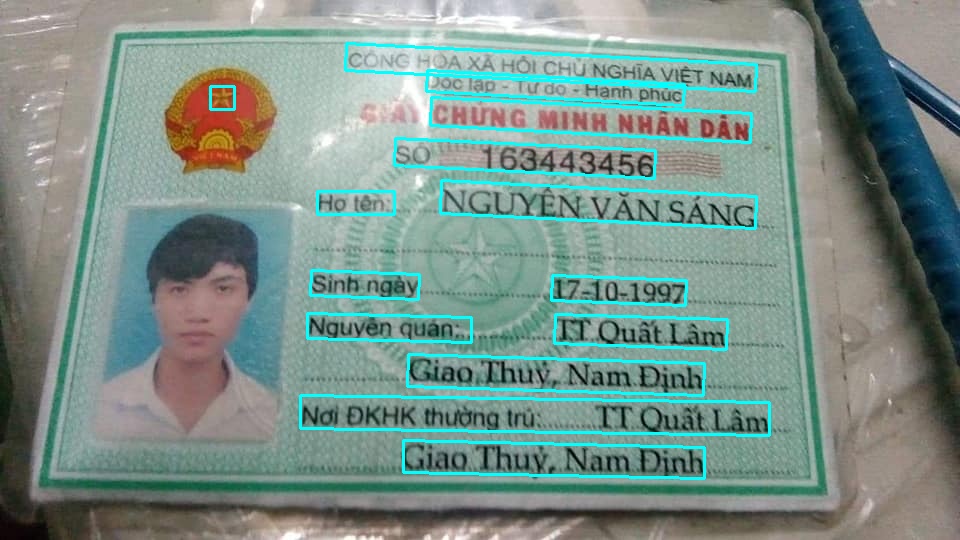 CỘNG HÒA XÃ HỘI CHỦ NGHĨA VIỆT NAM
Độc lập - Tự do - Hạnh phúc
GIẤY CHỨNG MINH NHÂN DÂN
SỐ 163443456
Họ tên: NGUYỄN VĂN SÁNG
Sinh ngày 17-10-1997
Nguyên quán: TT Quất Lâm
Giao Thuỷ, Nam Định
Nơi ĐKHK thường trú: TT Quất Lâm
Giao Thuỷ, Nam Định
VIỆT NAM